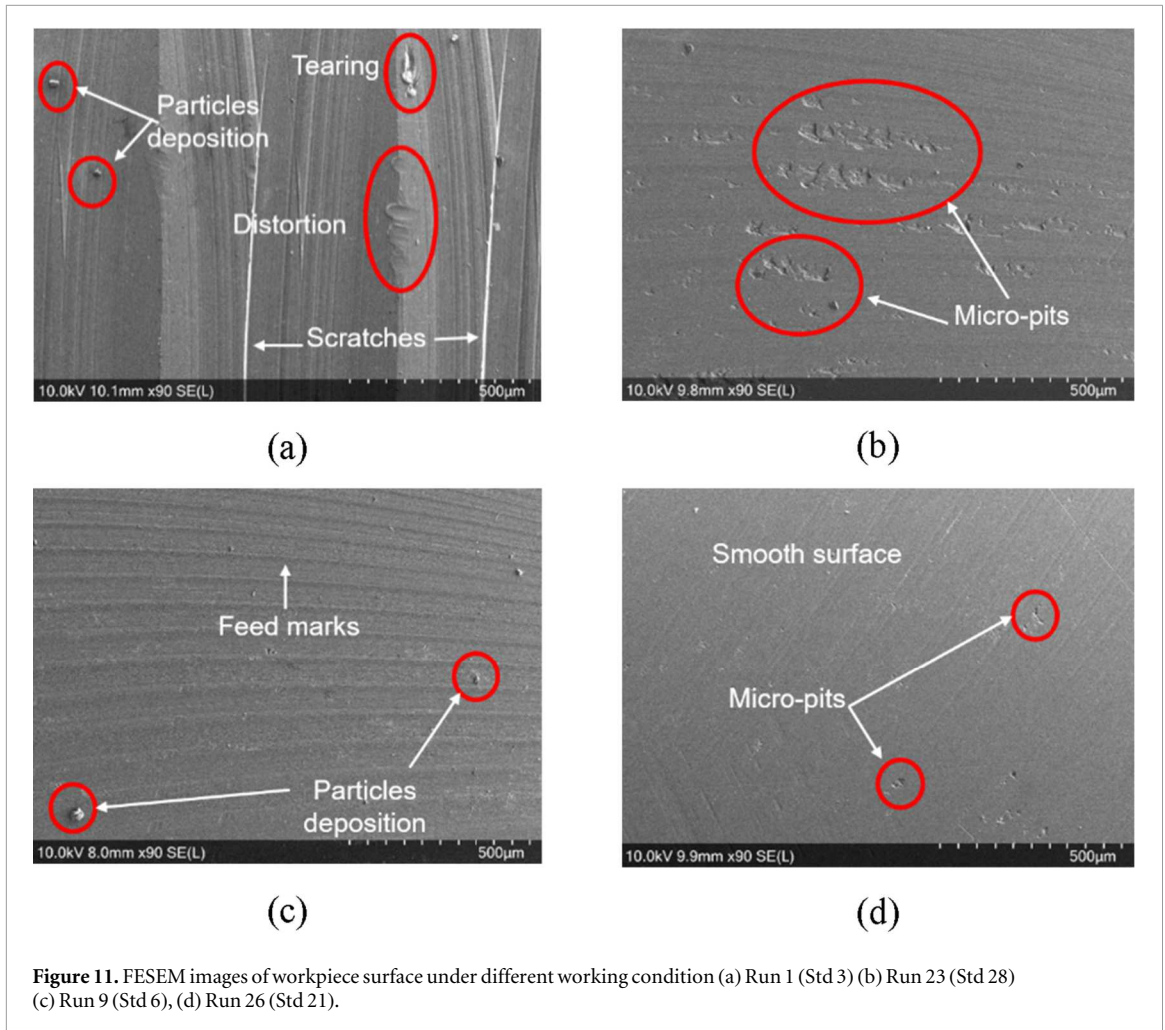 Tearing
Particles
deposition
Distortion
Scratches
10.0kV 10.1mm x90 SE(L)
500µm
(a)
Micro-pits
10.0kV 9.8mm x90 SE(L)
500µm
(b)
Feed marks
Particles
deposition
10.0kV 8.0mm x90 SE(L)
500µm
(c)
Smooth surface
Micro-pits
10.0kV 9.9mm x90 SE(L)
500µm
(d)
Figure 11. FESEM images of workpiece surface under different working condition (a) Run 1 (Std 3) (b) Run 23 (Std 28)
(c) Run 9 (Std 6), (d) Run 26 (Std 21).